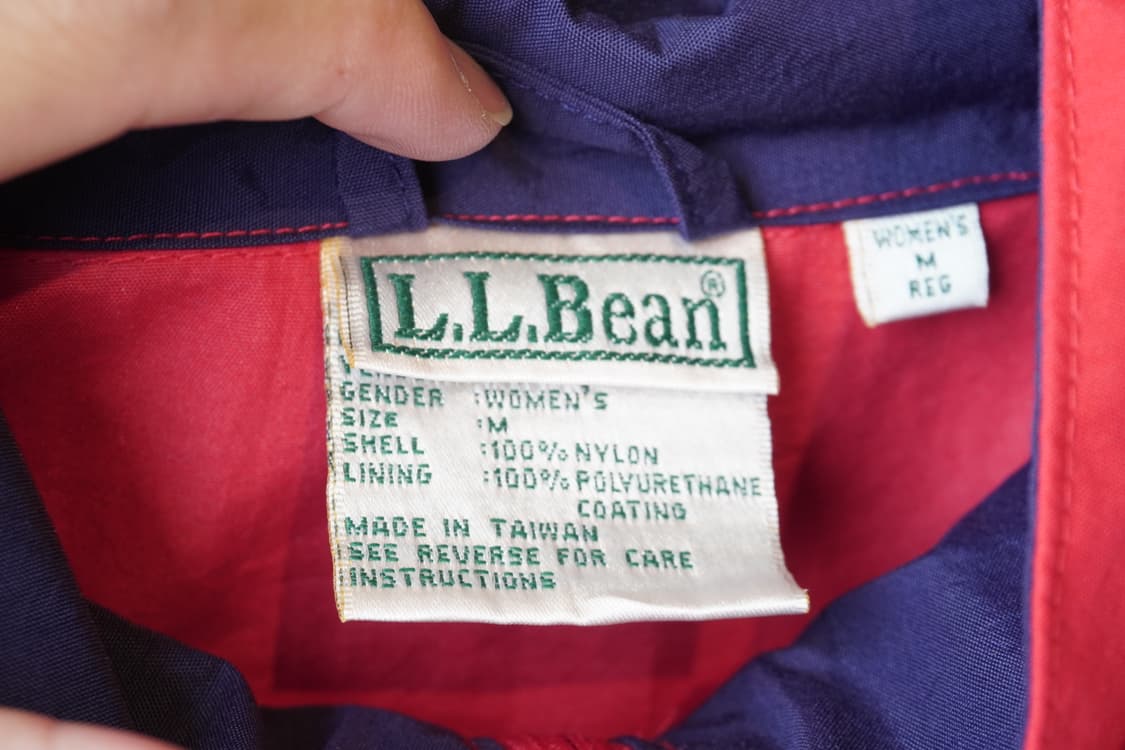 L.L.Bean®
GENDER :WOMEN'S
SIZE :M
SHELL :100% NYLON
LINING :100% POLYURETHANE
COATING
MADE IN TAIWAN
SEE REVERSE FOR CARE
INSTRUCTIONS
WOMEN'S
M
REG